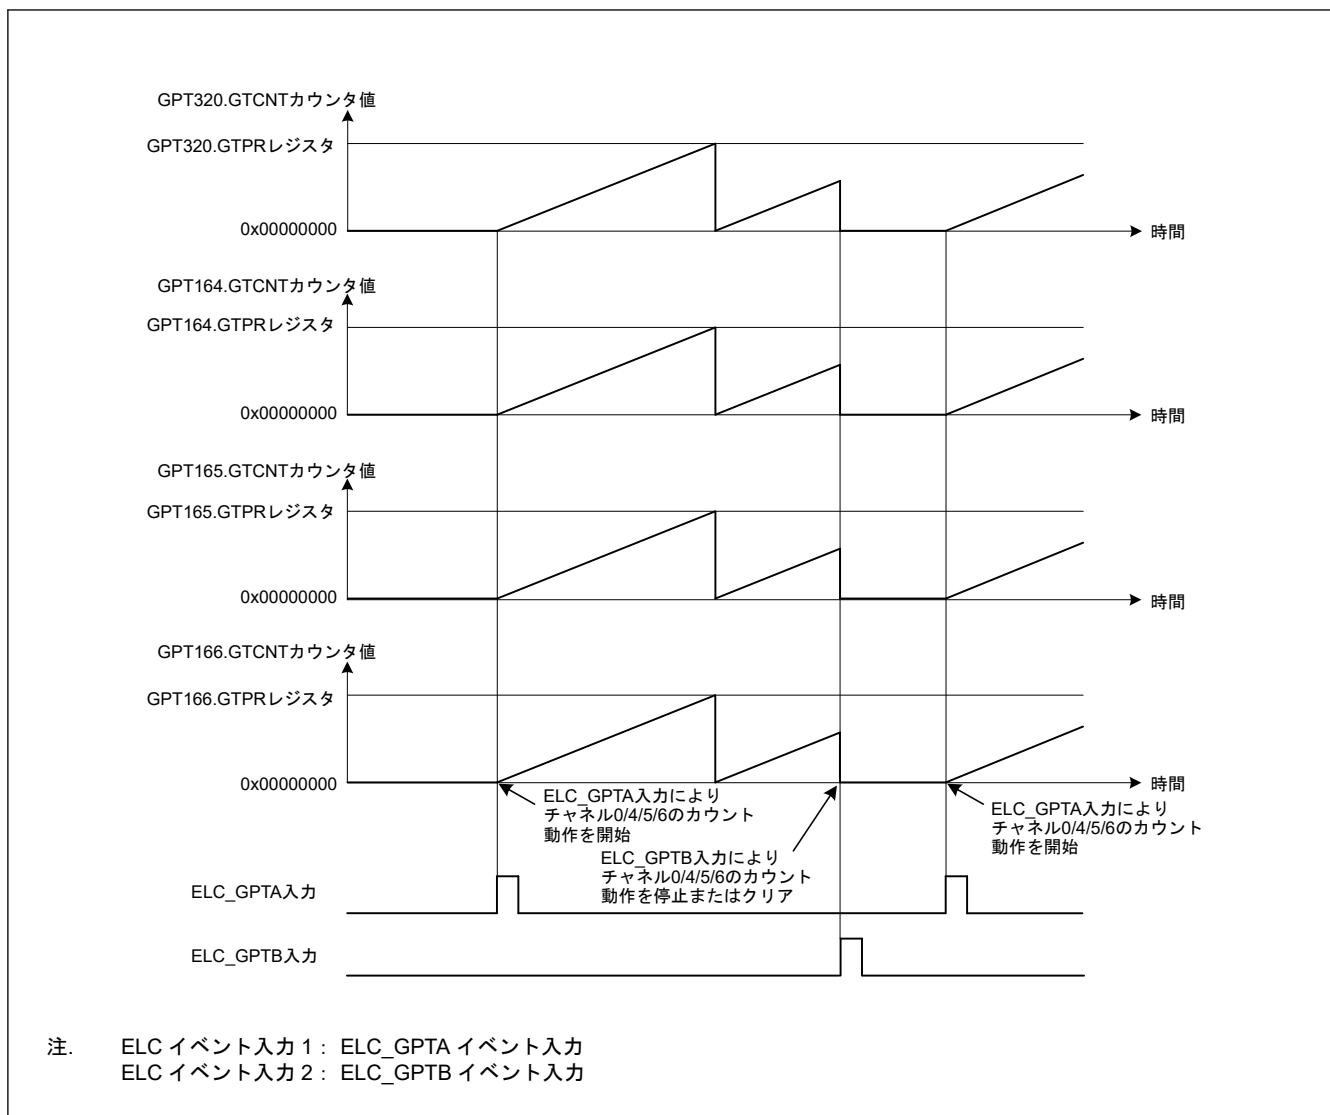 GPT320.GTCNTカウンタ値
GPT320.GTPRレジスタ
0x00000000
時間
GPT164.GTCNTカウンタ値
GPT164.GTPRレジスタ
0x00000000
時間
GPT165.GTCNTカウンタ値
GPT165.GTPRレジスタ
0x00000000
時間
GPT166.GTCNTカウンタ値
GPT166.GTPRレジスタ
0x00000000
時間
ELC_GPTA入力により
チャネル0/4/5/6のカウント
動作を開始
ELC_GPTB入力により
チャネル0/4/5/6のカウント
動作を停止またはクリア
ELC_GPTA入力により
チャネル0/4/5/6のカウント
動作を開始
ELC_GPTA入力
ELC_GPTB入力
注. ELC イベント入力 1 : ELC_GPTA イベント入力
ELC イベント入力 2 : ELC_GPTB イベント入力